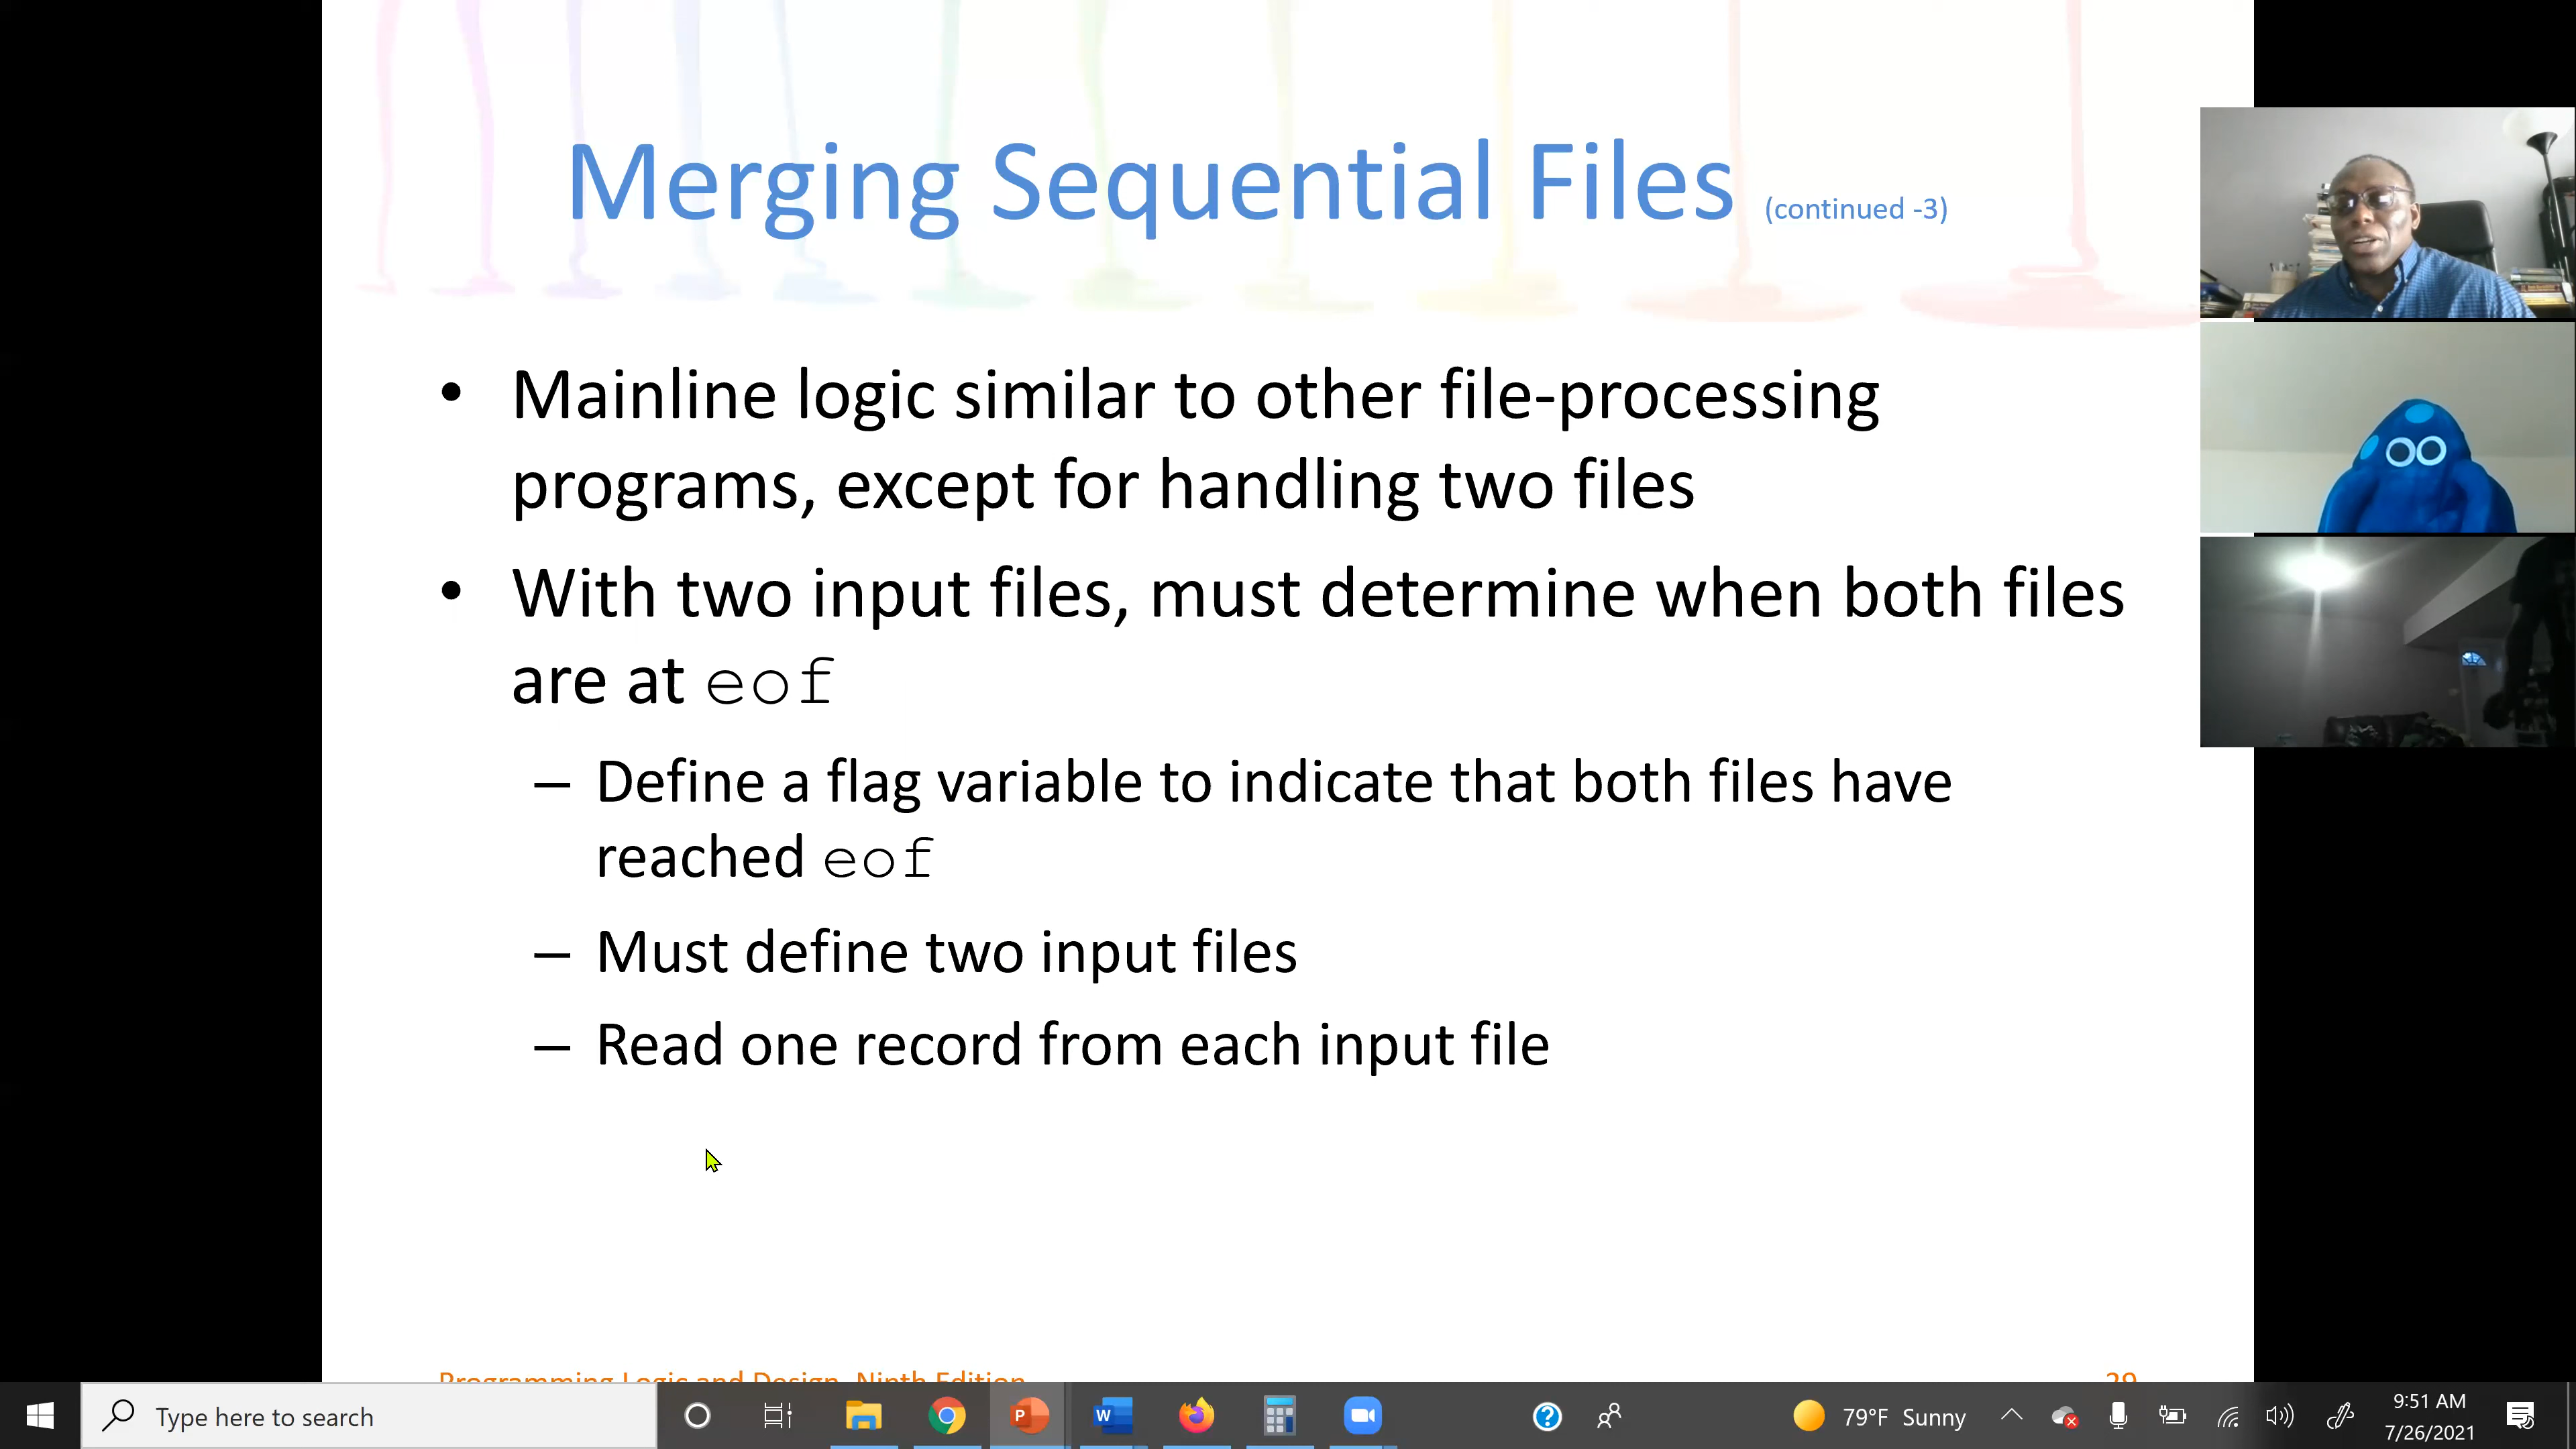 Merging Sequential Files (continued -3)
• Mainline logic similar to other file-processing
programs, except for handling two files
• With two input files, must determine when both files
are at eof
– Define a flag variable to indicate that both files have
reached eof
– Must define two input files
– Read one record from each input file
Programming Logic and Design, Ninth Edition
29
Type here to search
79°F Sunny
9:51 AM
7/26/2021